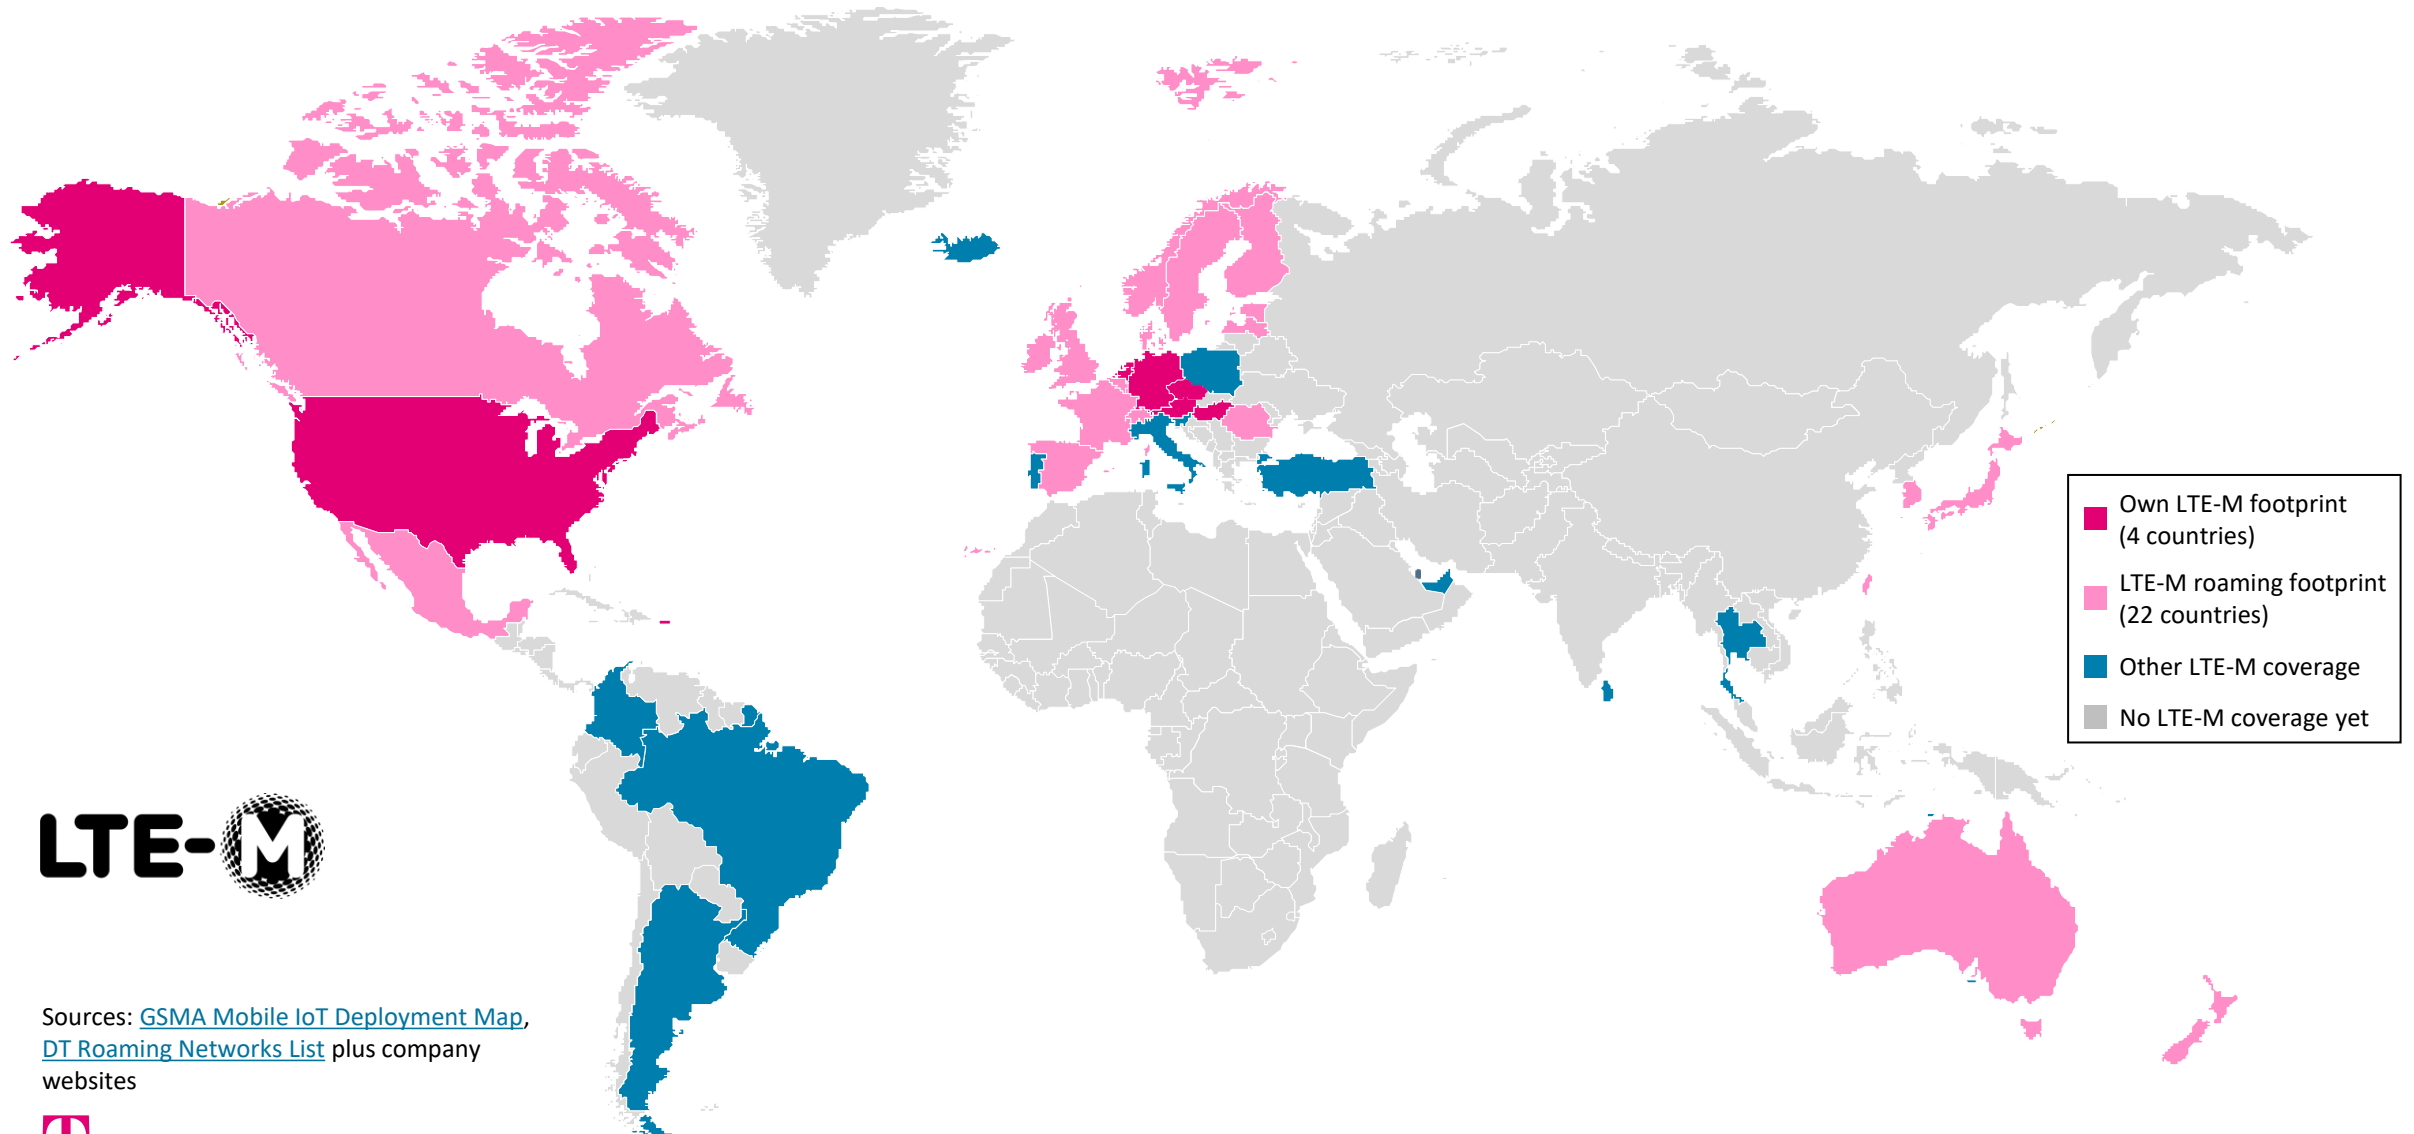 Own LTE-M footprint
(4 countries)
LTE-M roaming footprint
(22 countries)
Other LTE-M coverage
No LTE-M coverage yet
LTE-M
Sources: GSMA Mobile IoT Deployment Map,
DT Roaming Networks List plus company
websites
T